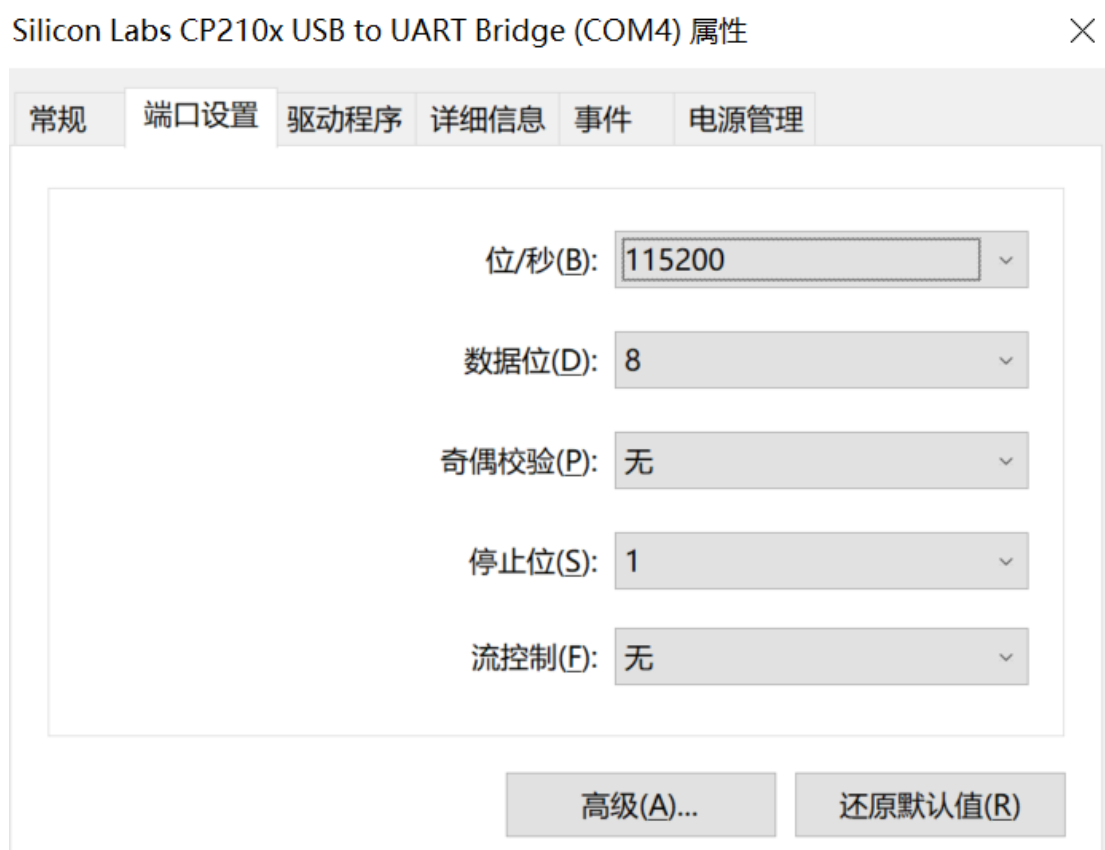 Silicon Labs CP210x USB to UART Bridge (COM4) 属性
常规 端口设置 驱动程序 详细信息 事件 电源管理
位/秒(B): 115200
数据位(D): 8
奇偶校验(P): 无
停止位(S): 1
流控制(F): 无
高级(A)... 还原默认值(R)